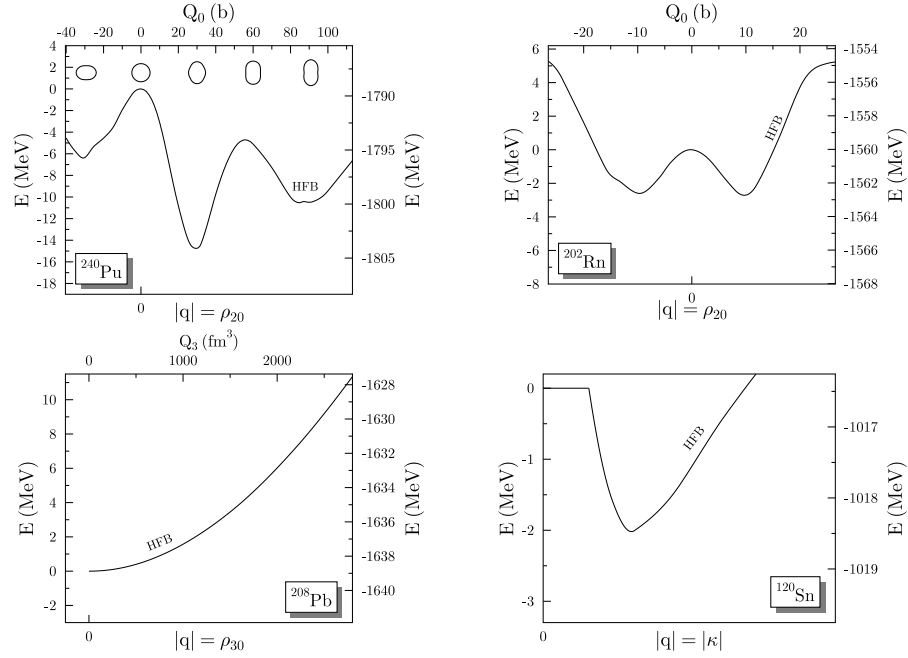 Q₀ (b)
-40 -20 0 20 40 60 80 100
4
2
0
-2
-4
-6
-8
-10
-12
-14
-16
-18
E (MeV)
HFB
²⁴⁰Pu
-1790
-1795
-1800
-1805
E (MeV)
0
|q| = ρ₂₀
Q₀ (b)
-20 -10 0 10 20
6
4
2
0
-2
-4
-6
-8
E (MeV)
HFB
²⁰²Rn
-1554
-1556
-1558
-1560
-1562
-1564
-1566
-1568
E (MeV)
0
|q| = ρ₂₀
Q₃ (fm³)
0 1000 2000
10
8
6
4
2
0
-2
E (MeV)
HFB
²⁰⁸Pb
-1628
-1630
-1632
-1634
-1636
-1638
-1640
E (MeV)
0
|q| = ρ₃₀
0
-1
-2
-3
E (MeV)
HFB
¹²⁰Sn
-1017
-1018
-1019
E (MeV)
0
|q| = |κ|